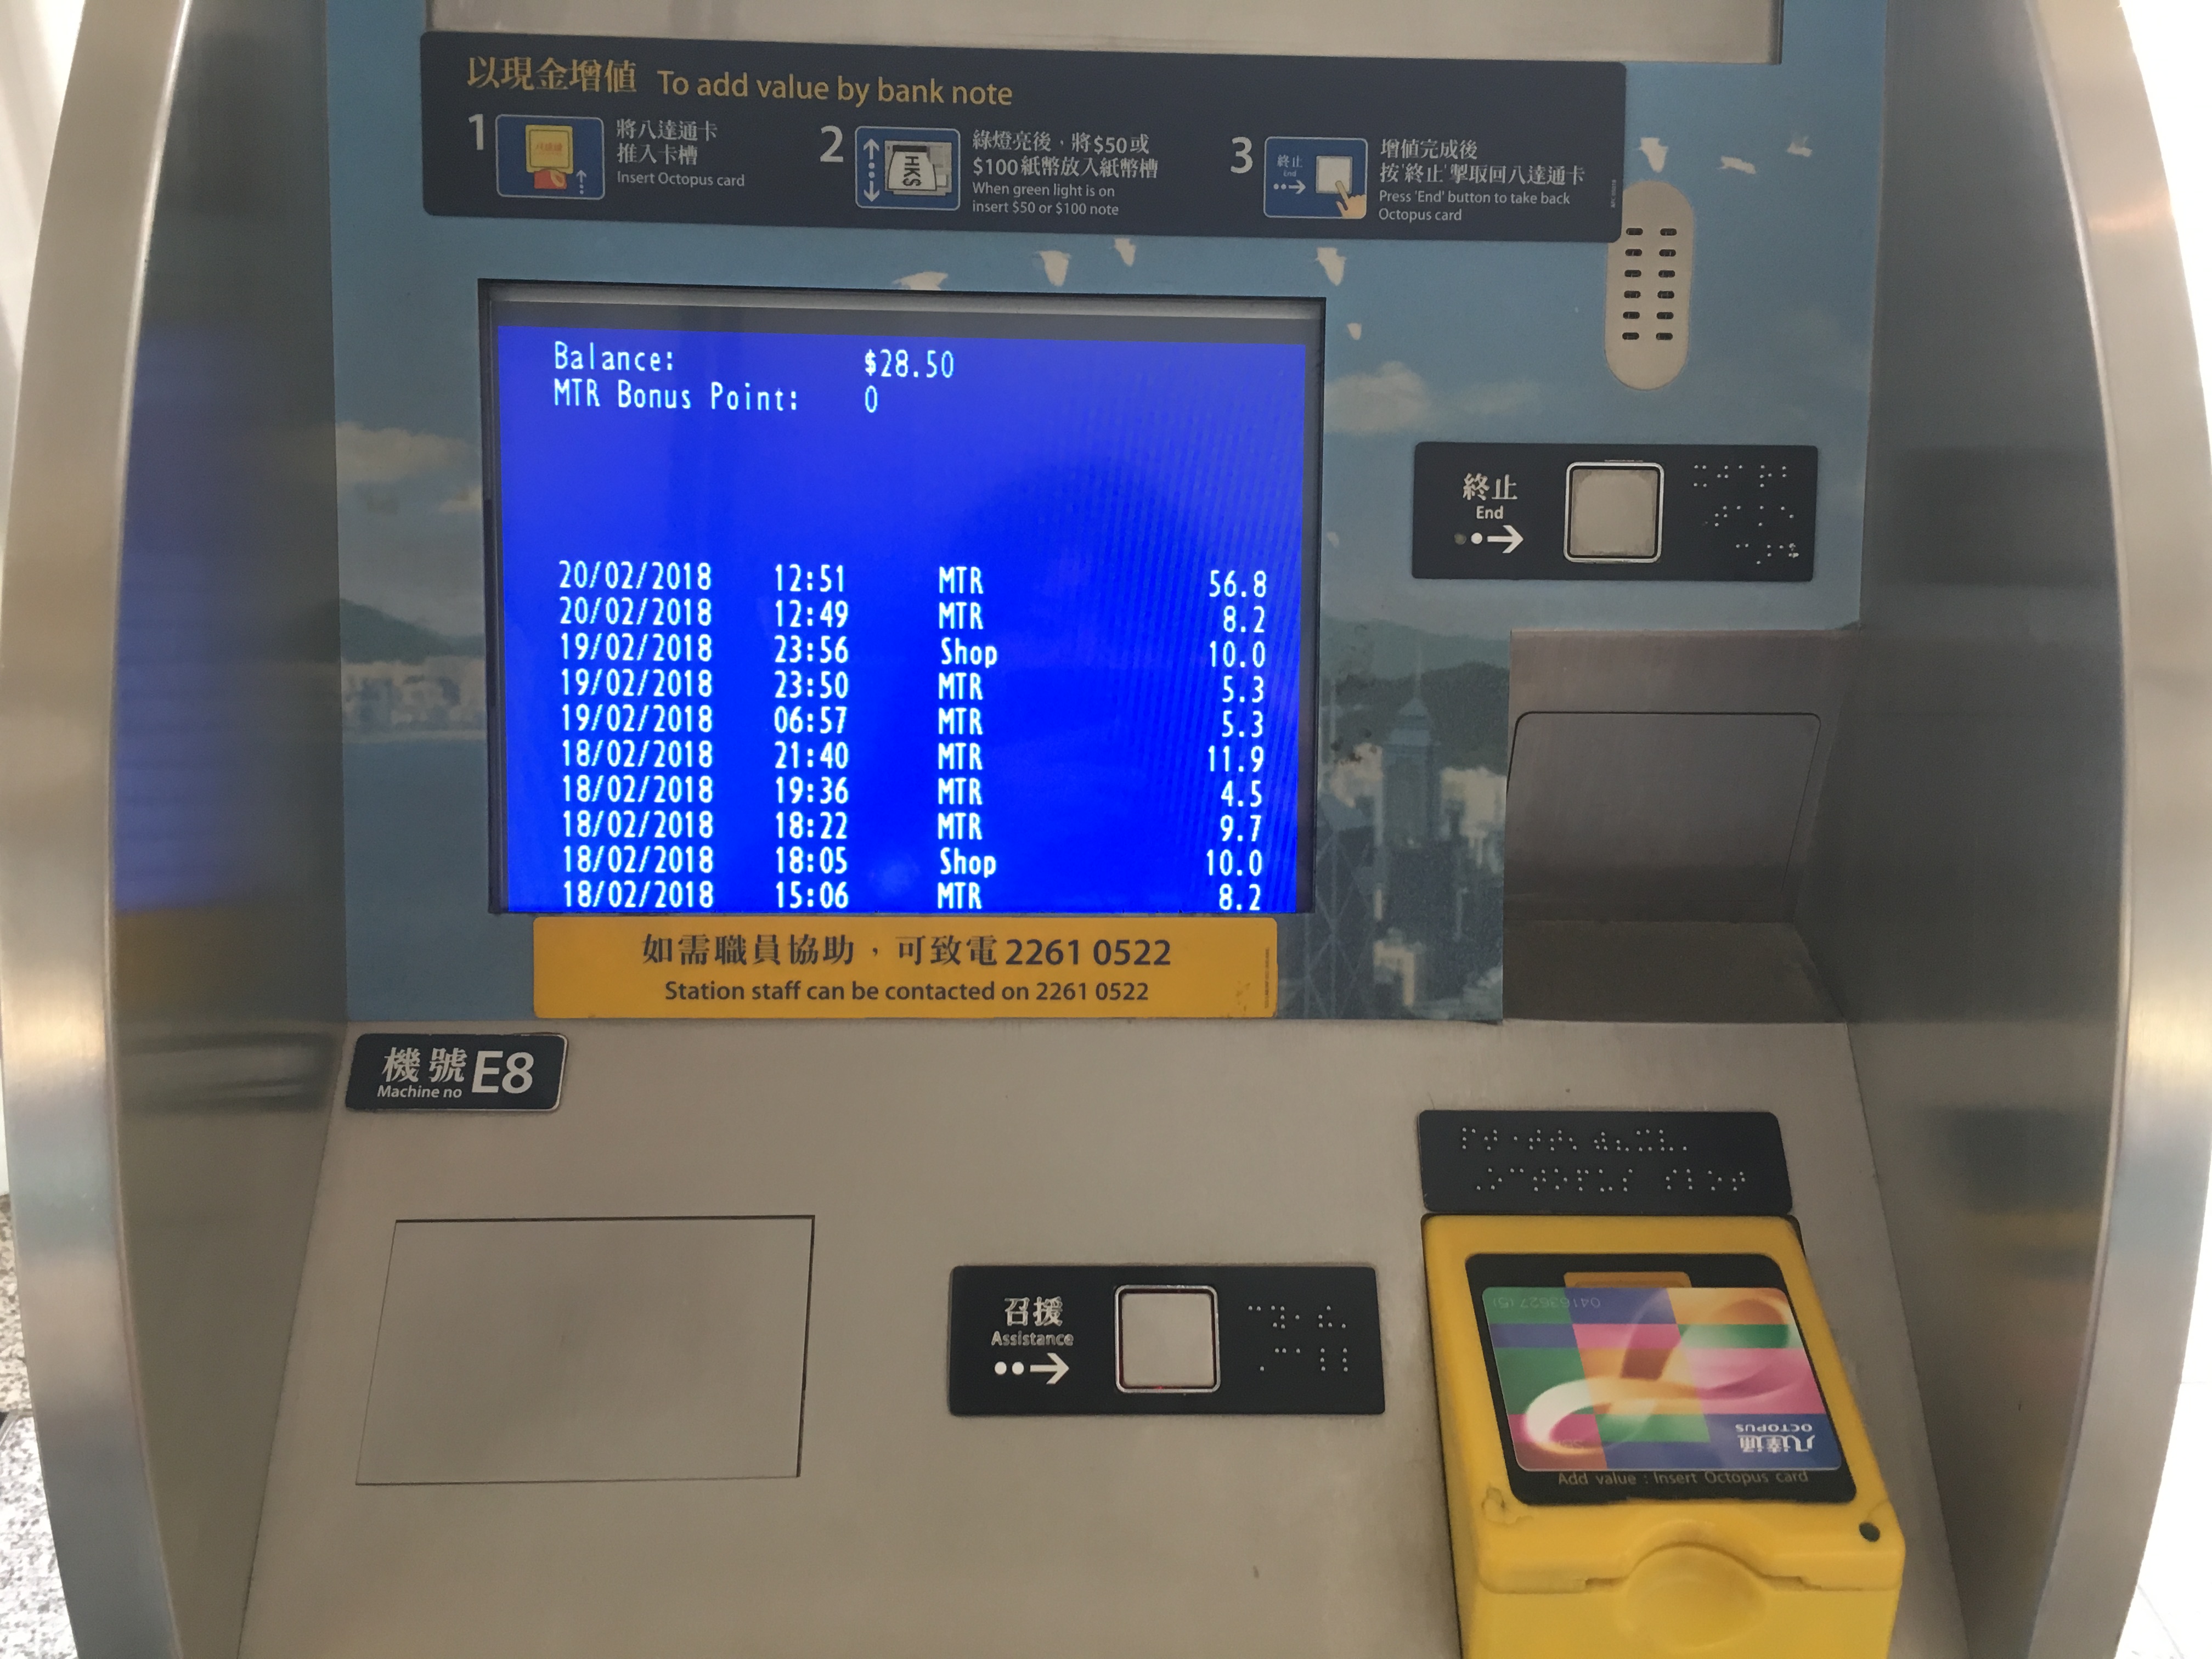 以現金增值 To add value by bank note
1
將八達通卡
推入卡槽
Insert Octopus card
2
HK$
綠燈亮後，將$50或
$100紙幣放入紙幣槽
When green light is on
insert $50 or $100 note
3
終止
End
增值完成後
按'終止'掣取回八達通卡
Press 'End' button to take back
Octopus card
Balance: $28.50
MTR Bonus Point: 0
20/02/2018 12:51 MTR 56.8
20/02/2018 12:49 MTR 8.2
19/02/2018 23:56 Shop 10.0
19/02/2018 23:50 MTR 5.3
19/02/2018 06:57 MTR 5.3
18/02/2018 21:40 MTR 11.9
18/02/2018 19:36 MTR 4.5
18/02/2018 18:22 MTR 9.7
18/02/2018 18:05 Shop 10.0
18/02/2018 15:06 MTR 8.2
終止
End
如需職員協助，可致電 2261 0522
Station staff can be contacted on 2261 0522
機號 E8
Machine no
召援
Assistance
04163627 (5)
八達通
OCTOPUS
Add value : Insert Octopus card